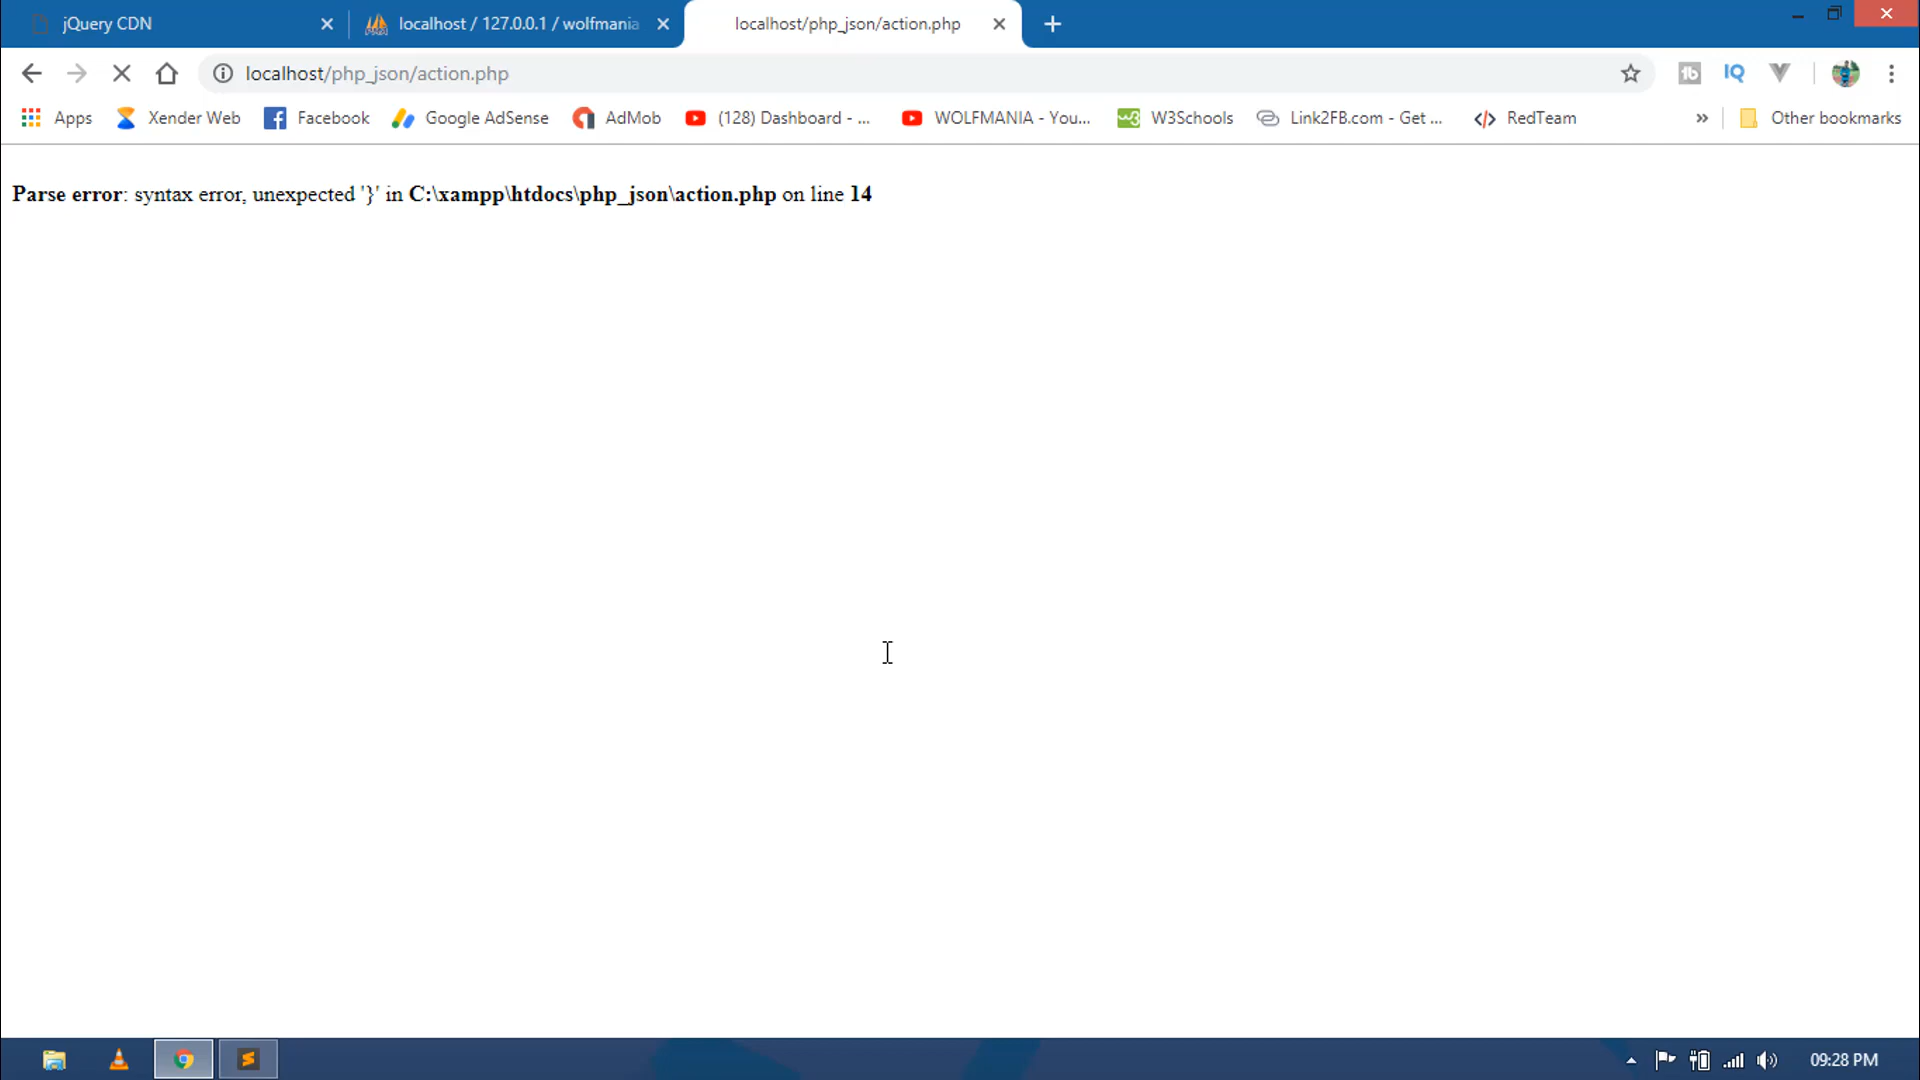 jQuery CDN
localhost / 127.0.0.1 / wolfmania
localhost/php_json/action.php
localhost/php_json/action.php
IQ
Apps
Xender Web
Facebook
Google AdSense
AdMob
(128) Dashboard - ...
WOLFMANIA - You...
W3Schools
Link2FB.com - Get ...
RedTeam
Other bookmarks
Parse error: syntax error, unexpected '}' in C:\xampp\htdocs\php_json\action.php on line 14
09:28 PM